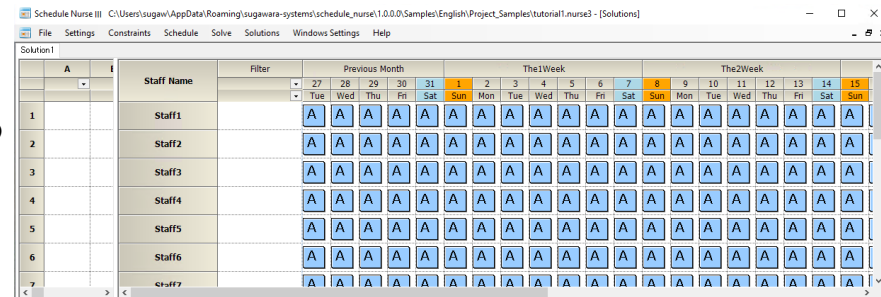 Schedule Nurse III C:\Users\sugaw\AppData\Roaming\sugawara-systems\schedule_nurse\1.0.0.0\Samples\English\Project_Samples\tutorial1.nurse3 - [Solutions]
File Settings Constraints Schedule Solve Solutions Windows Settings Help
Solution1
A Staff Name Filter Previous Month The1Week The2Week
27 28 29 30 31 1 2 3 4 5 6 7 8 9 10 11 12 13 14 15
Tue Wed Thu Fri Sat Sun Mon Tue Wed Thu Fri Sat Sun Mon Tue Wed Thu Fri Sat Sun
1 Staff1 A A A A A A A A A A A A A A A A A A A A
2 Staff2 A A A A A A A A A A A A A A A A A A A A
3 Staff3 A A A A A A A A A A A A A A A A A A A A
4 Staff4 A A A A A A A A A A A A A A A A A A A A
5 Staff5 A A A A A A A A A A A A A A A A A A A A
6 Staff6 A A A A A A A A A A A A A A A A A A A A
7 Staff7 A A A A A A A A A A A A A A A A A A A A